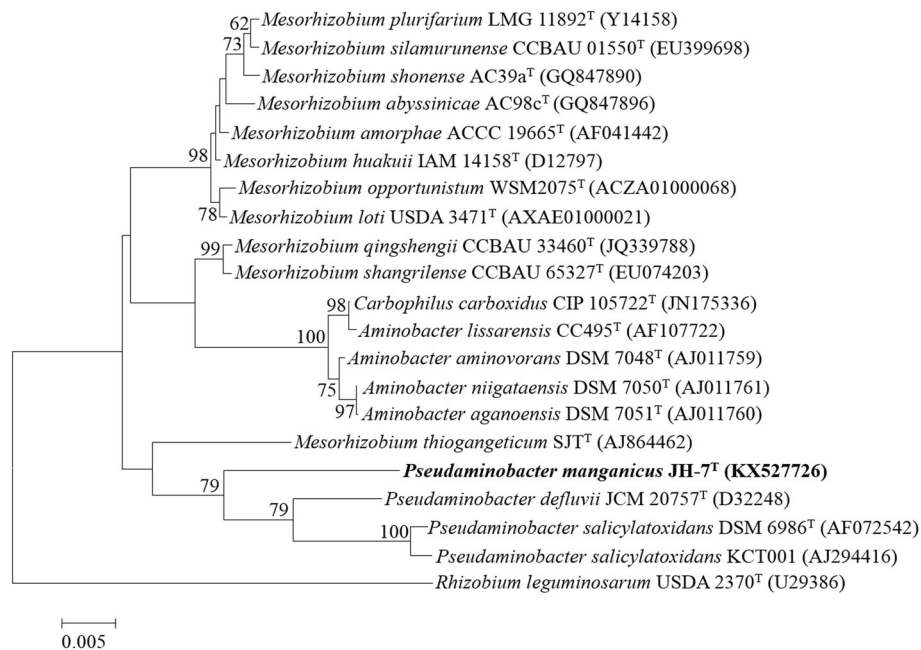 62 Mesorhizobium plurifarium LMG 11892ᵀ (Y14158)
73 Mesorhizobium silamurunense CCBAU 01550ᵀ (EU399698)
Mesorhizobium shonense AC39aᵀ (GQ847890)
Mesorhizobium abyssinicae AC98cᵀ (GQ847896)
Mesorhizobium amorphae ACCC 19665ᵀ (AF041442)
98 Mesorhizobium huakuii IAM 14158ᵀ (D12797)
Mesorhizobium opportunistum WSM2075ᵀ (ACZA01000068)
78 Mesorhizobium loti USDA 3471ᵀ (AXAE01000021)
99 Mesorhizobium qingshengii CCBAU 33460ᵀ (JQ339788)
Mesorhizobium shangrilense CCBAU 65327ᵀ (EU074203)
98 Carbophilus carboxidus CIP 105722ᵀ (JN175336)
100 Aminobacter lissarensis CC495ᵀ (AF107722)
Aminobacter aminovorans DSM 7048ᵀ (AJ011759)
75 Aminobacter niigataensis DSM 7050ᵀ (AJ011761)
97 Aminobacter aganoensis DSM 7051ᵀ (AJ011760)
Mesorhizobium thiogangeticum SJTᵀ (AJ864462)
79 Pseudaminobacter manganicus JH-7ᵀ (KX527726)
79 Pseudaminobacter defluvii JCM 20757ᵀ (D32248)
100 Pseudaminobacter salicylatoxidans DSM 6986ᵀ (AF072542)
Pseudaminobacter salicylatoxidans KCT001 (AJ294416)
Rhizobium leguminosarum USDA 2370ᵀ (U29386)
0.005